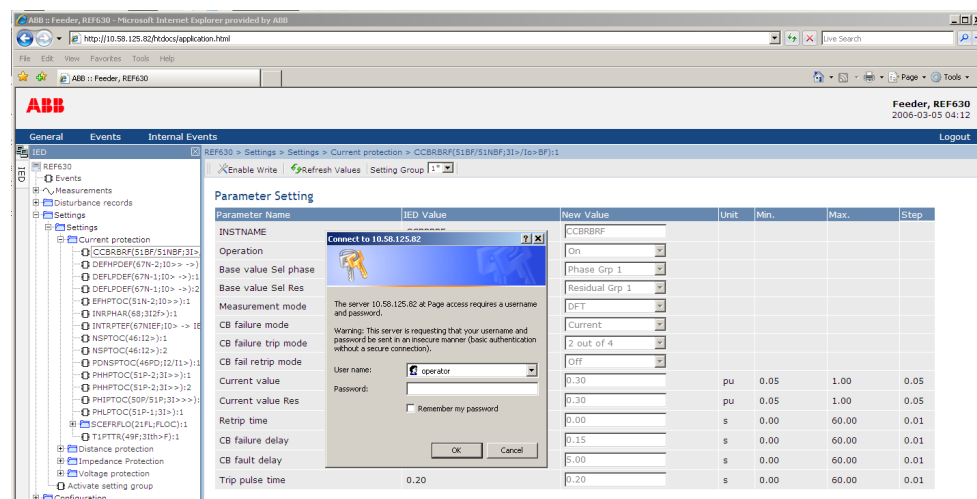 ABB :: Feeder, REF630 - Microsoft Internet Explorer provided by ABB
http://10.58.125.82/htdocs/application.html
Live Search
File Edit View Favorites Tools Help
ABB :: Feeder, REF630
Page Tools
ABB
Feeder, REF630
2006-03-05 04:12
General Events Internal Events Logout
IED
IED
REF630 > Settings > Settings > Current protection > CCBRBRF(51BF/51NBF;3I>/Io>BF):1
Enable Write Refresh Values Setting Group 1*
REF630
Events
Measurements
Disturbance records
Settings
Settings
Current protection
CCBRBRF(51BF/51NBF;3I>
DEFHPDEF(67N-2;I0>> ->)
DEFLPDEF(67N-1;I0> ->):1
DEFLPDEF(67N-1;I0> ->):2
EFHPTOC(51N-2;I0>>):1
INRPHAR(68;3I2f>):1
INTRPTEF(67NIEF;I0> -> IE
NSPTOC(46:I2>):1
NSPTOC(46:I2>):2
PDNSPTOC(46PD;I2/I1>):1
PHHPTOC(51P-2;3I>>):1
PHHPTOC(51P-2;3I>>):2
PHIPTOC(50P/51P;3I>>>):
PHLPTOC(51P-1;3I>):1
SCEFRFLO(21FL;FLOC):1
T1PTTR(49F;3Ith>F):1
Distance protection
Impedance Protection
Voltage protection
Activate setting group
Configuration
Parameter Setting
Parameter Name IED Value New Value Unit Min. Max. Step
INSTNAME CCBRBRF
Operation On
Base value Sel phase Phase Grp 1
Base value Sel Res Residual Grp 1
Measurement mode DFT
CB failure mode Current
CB failure trip mode 2 out of 4
CB fail retrip mode Off
Current value 0.30 pu 0.05 1.00 0.05
Current value Res 0.30 pu 0.05 1.00 0.05
Retrip time 0.00 s 0.00 60.00 0.01
CB failure delay 0.15 s 0.00 60.00 0.01
CB fault delay 5.00 s 0.00 60.00 0.01
Trip pulse time 0.20 0.20 s 0.00 60.00 0.01
Connect to 10.58.125.82
The server 10.58.125.82 at Page access requires a username
and password.
Warning: This server is requesting that your username and
password be sent in an insecure manner (basic authentication
without a secure connection).
User name: operator
Password:
Remember my password
OK Cancel